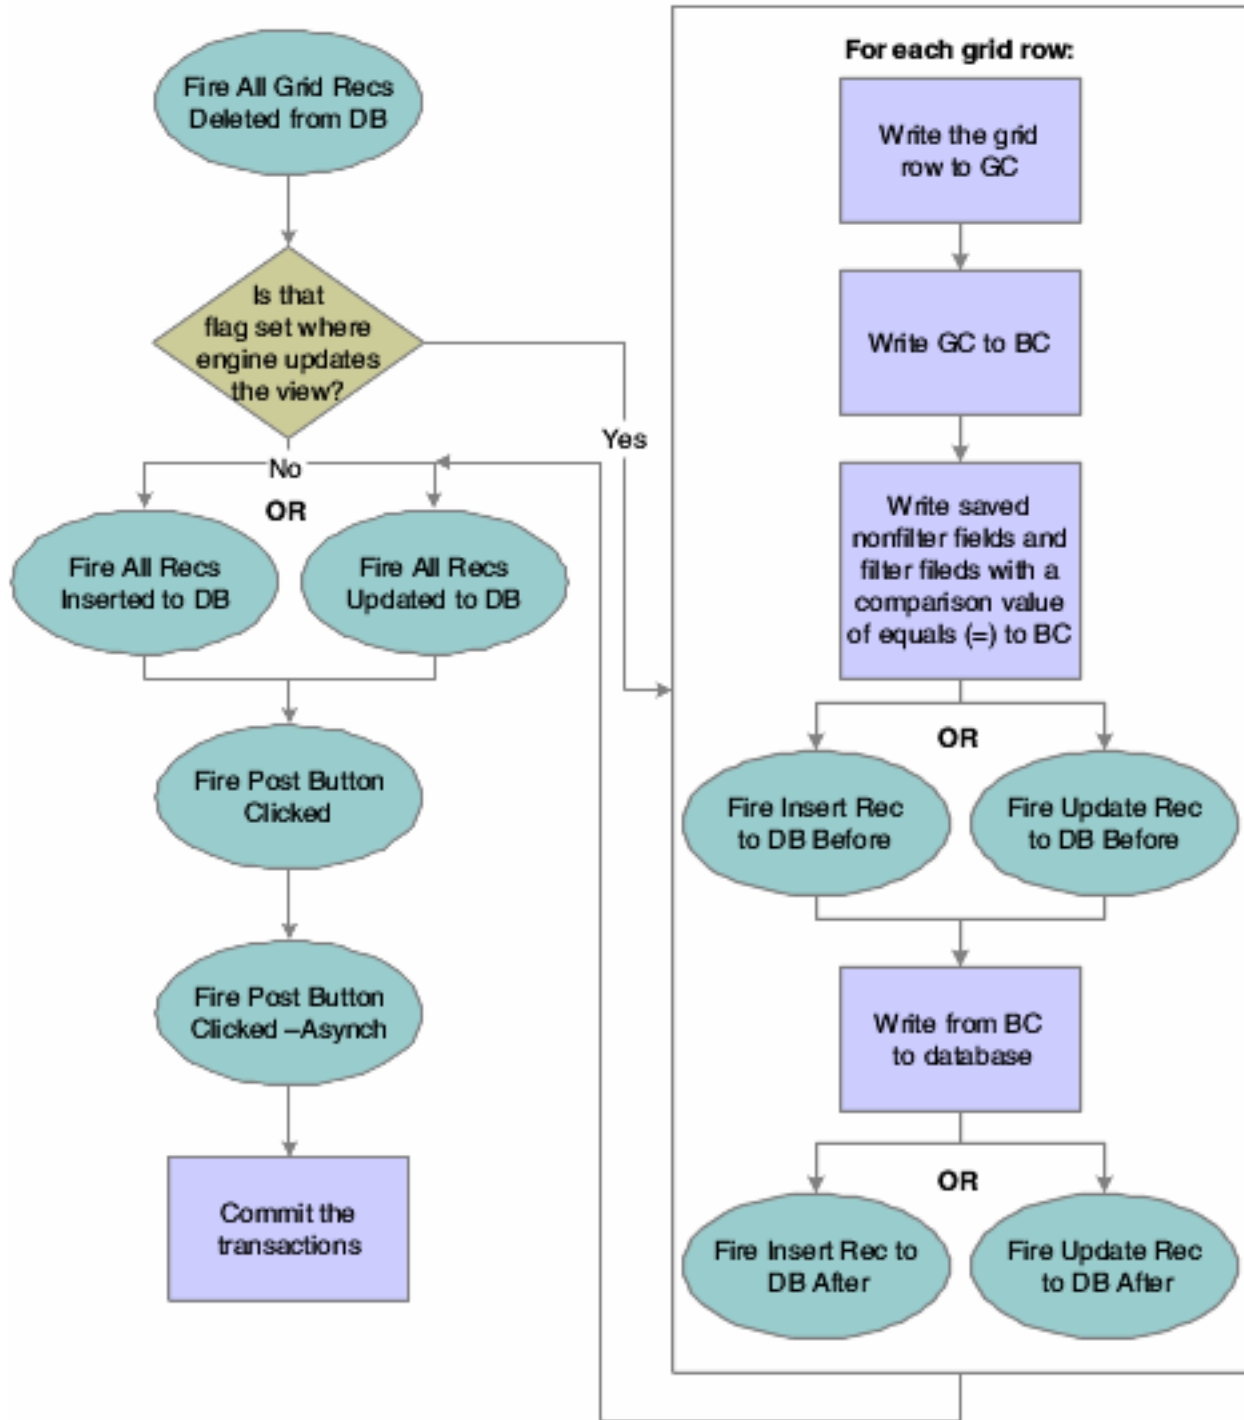 Fire All Grid Recs
Deleted from DB
Is that
flag set where
engine updates
the view?
Yes
No
OR
Fire All Recs
Inserted to DB
Fire All Recs
Updated to DB
Fire Post Button
Clicked
Fire Post Button
Clicked –Asynch
Commit the
transactions
For each grid row:
Write the grid
row to GC
Write GC to BC
Write saved
nonfilter fields and
filter fileds with a
comparison value
of equals (=) to BC
OR
Fire Insert Rec
to DB Before
Fire Update Rec
to DB Before
Write from BC
to database
OR
Fire Insert Rec to
DB After
Fire Update Rec
to DB After